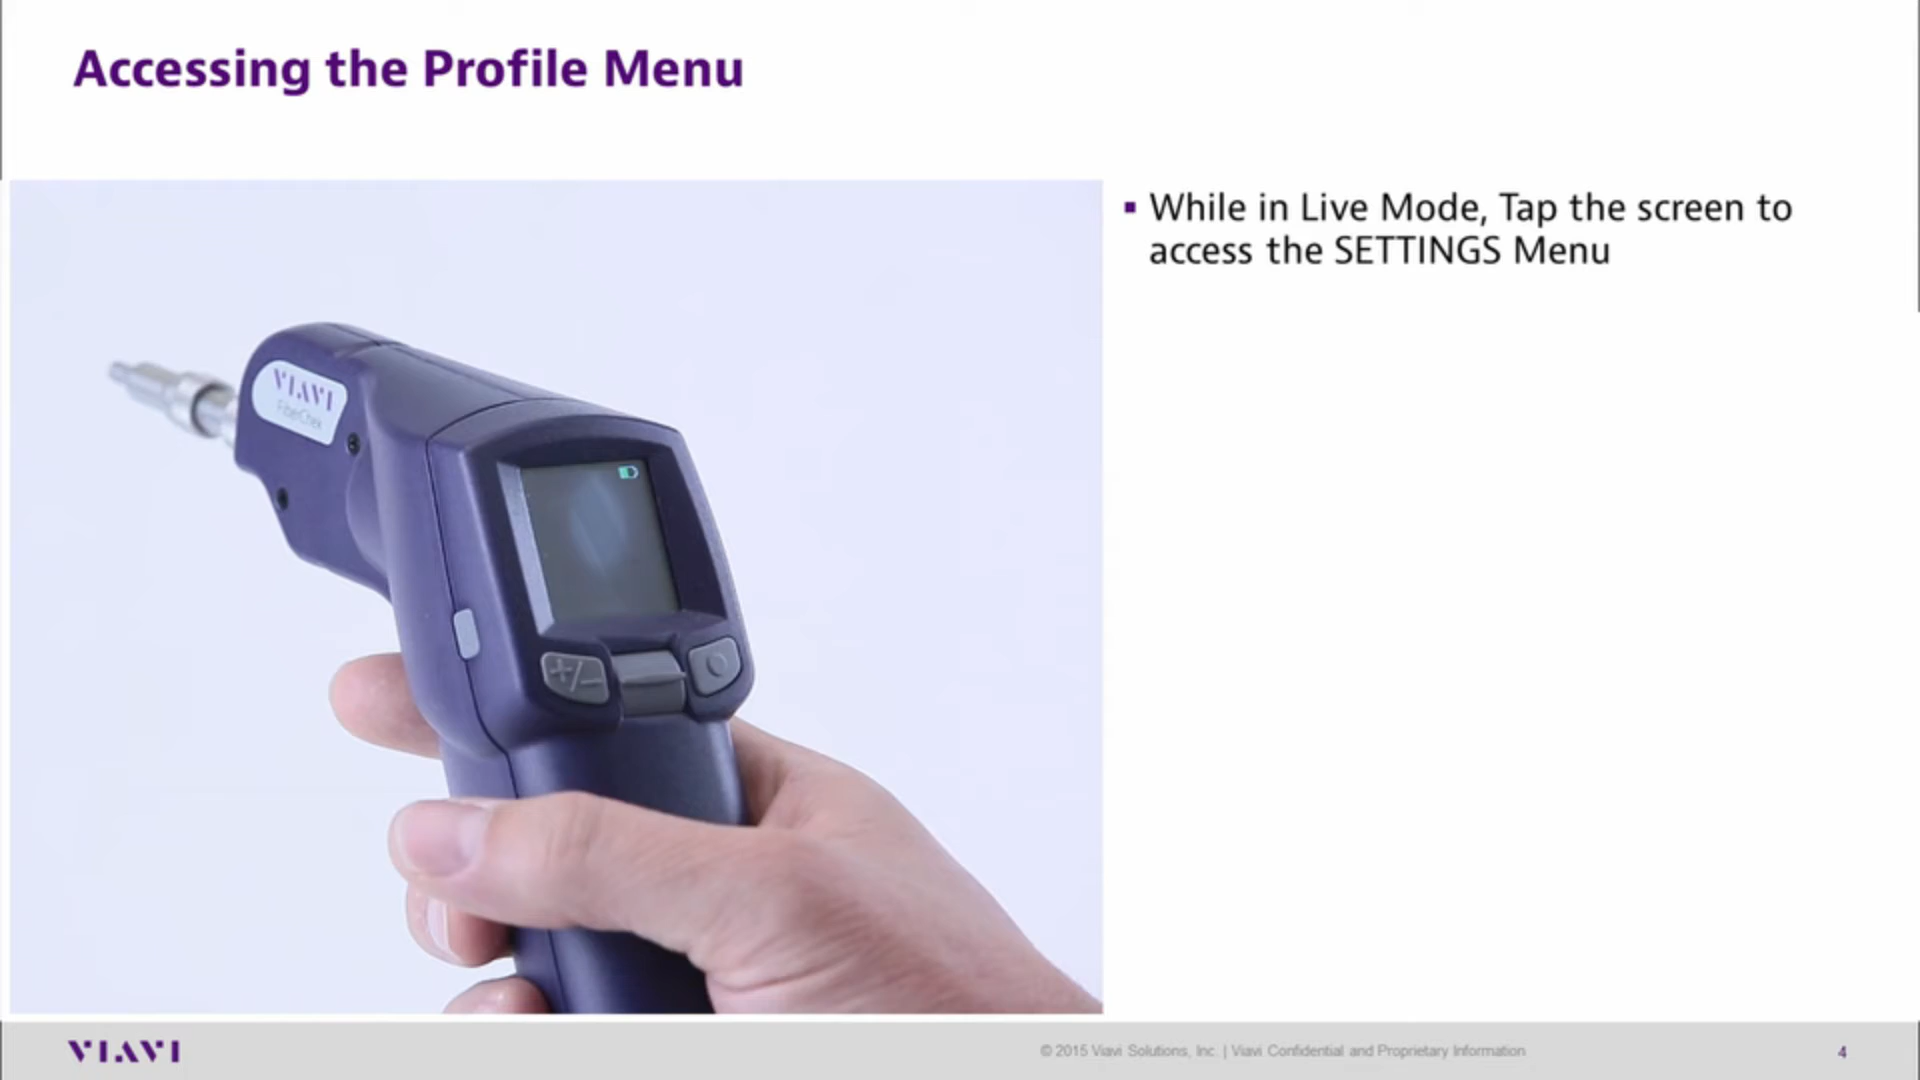 Accessing the Profile Menu
▪ While in Live Mode, Tap the screen to
access the SETTINGS Menu
VIAVI
FiberChek
+/−
VIAVI
© 2015 Viavi Solutions, Inc. | Viavi Confidential and Proprietary Information
4